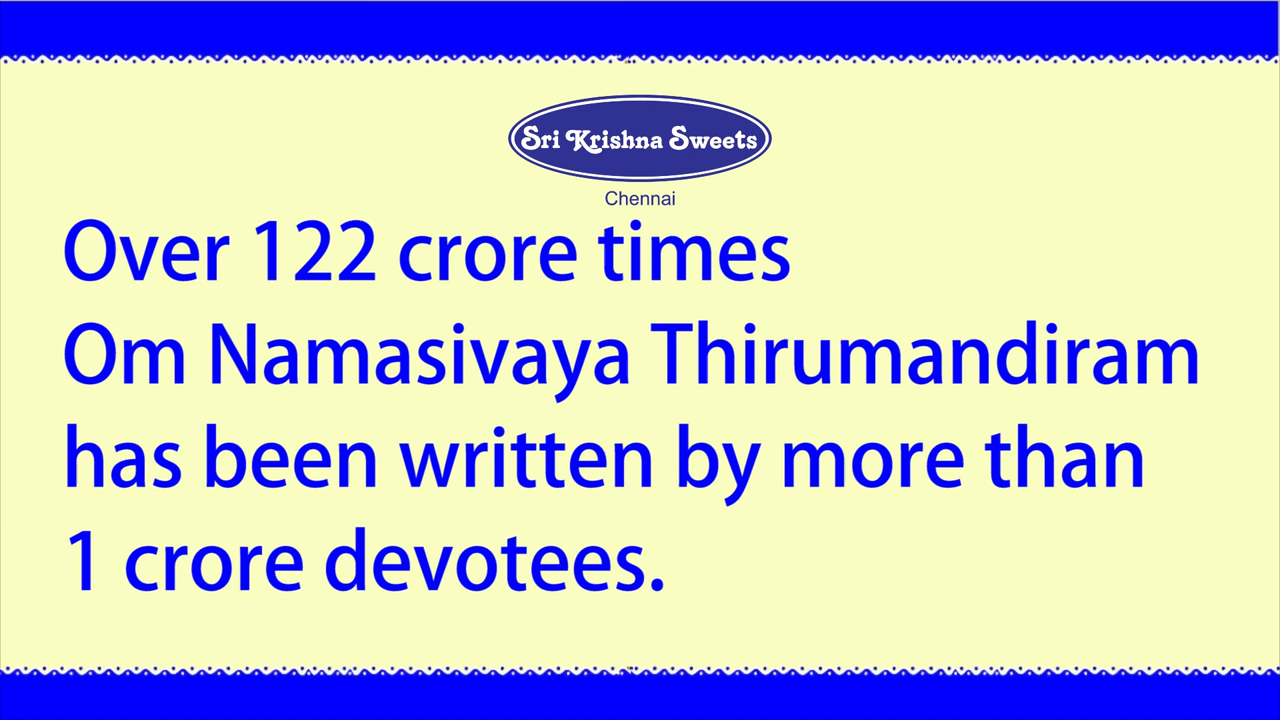 Sri Krishna Sweets
Chennai
Over 122 crore times
Om Namasivaya Thirumandiram
has been written by more than
1 crore devotees.